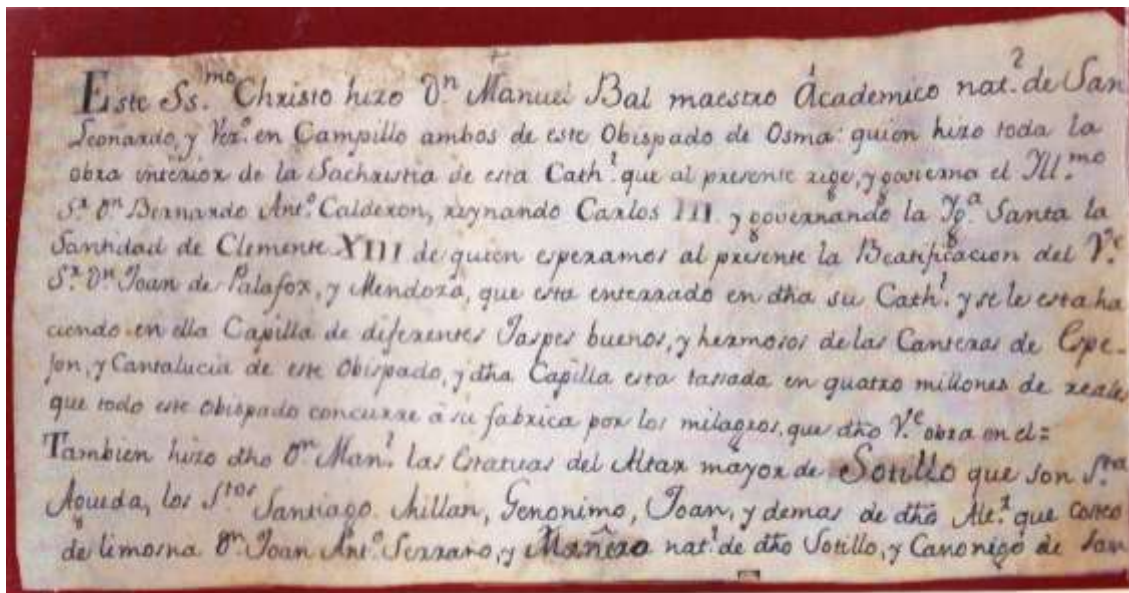 Este Ss.mo Christo hizo Dn Manuel Bal maestro Academico nat.l de San
Leonardo, y Vez.o en Campillo ambos de este Obispado de Osma: quien hizo toda la
obra interior de la Sachristia de esta Cath.l que al presente rige, y govierna el Ill.mo
S.r Dn Bernardo Ant.o Calderon, reynando Carlos III. y governando la Ig.a Santa la
Santidad de Clemente XIII de quien esperamos al presente la Beatificacion del V.e
S.r Dn Joan de Palafox, y Mendoza, que esta enterrado en dha su Cath.l y se le esta ha
ciendo en ella Capilla de diferentes Jaspes buenos, y hermosos de las Canteras de Espe-
jon, y Cantalucia de este Obispado, y dha Capilla esta tassada en quatro millones de reales
que todo este obispado concurre à su fabrica por los milagros, que dho V.e obra en el=
Tambien hizo dho Dn Man.l las Estatuas del Altar mayor de Sotillo que son S.ta
Agueda, los S.tos Santiago, Millan, Geronimo, Joan, y demas de dho Alt.r que costeo
de limosna Dn Joan Ant.o Serrano, y Mañero nat.l de dho Sotillo, y Canonigo de San